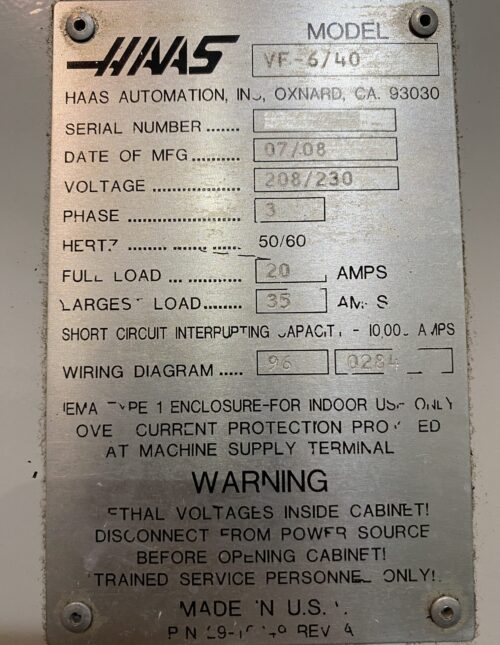 HAAS
MODEL
VF-6/40
HAAS AUTOMATION, INC, OXNARD, CA. 93030
SERIAL NUMBER .......
DATE OF MFG ....... 07/08
VOLTAGE .............. 208/230
PHASE ................. 3
HERTZ ................. 50/60
FULL LOAD ... .......... 20 AMPS
LARGEST LOAD ..... 35 AMPS
SHORT CIRCUIT INTERRUPTING CAPACITY - 10,000 AMPS
WIRING DIAGRAM ..... 96 0284
NEMA TYPE 1 ENCLOSURE-FOR INDOOR USE ONLY
OVER CURRENT PROTECTION PROVIDED
AT MACHINE SUPPLY TERMINAL
WARNING
LETHAL VOLTAGES INSIDE CABINET!
DISCONNECT FROM POWER SOURCE
BEFORE OPENING CABINET!
TRAINED SERVICE PERSONNEL ONLY!
MADE IN U.S.A.
P/N REV A